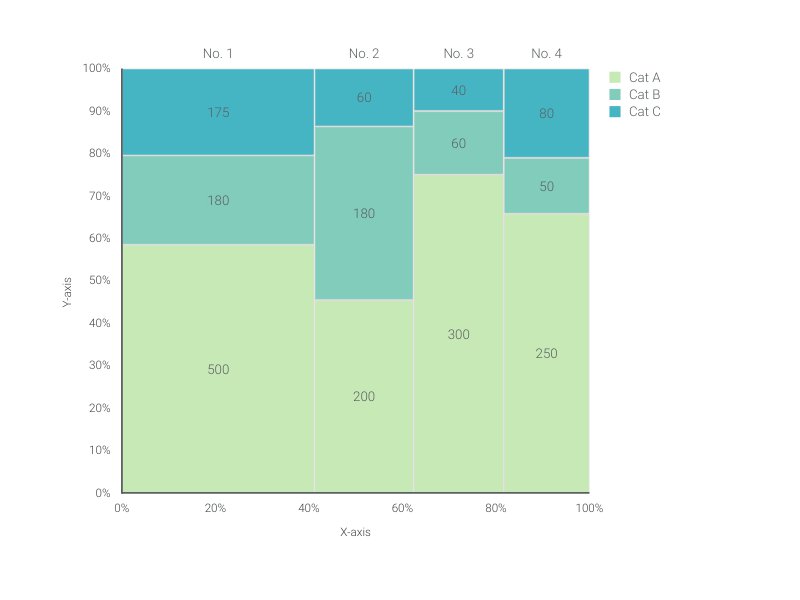 No. 1 No. 2 No. 3 No. 4
100%
90%
80%
70%
60%
50%
40%
30%
20%
10%
0%
Y-axis
175 60 40 80
180 180 60 50
500 200 300 250
0% 20% 40% 60% 80% 100%
X-axis
Cat A
Cat B
Cat C